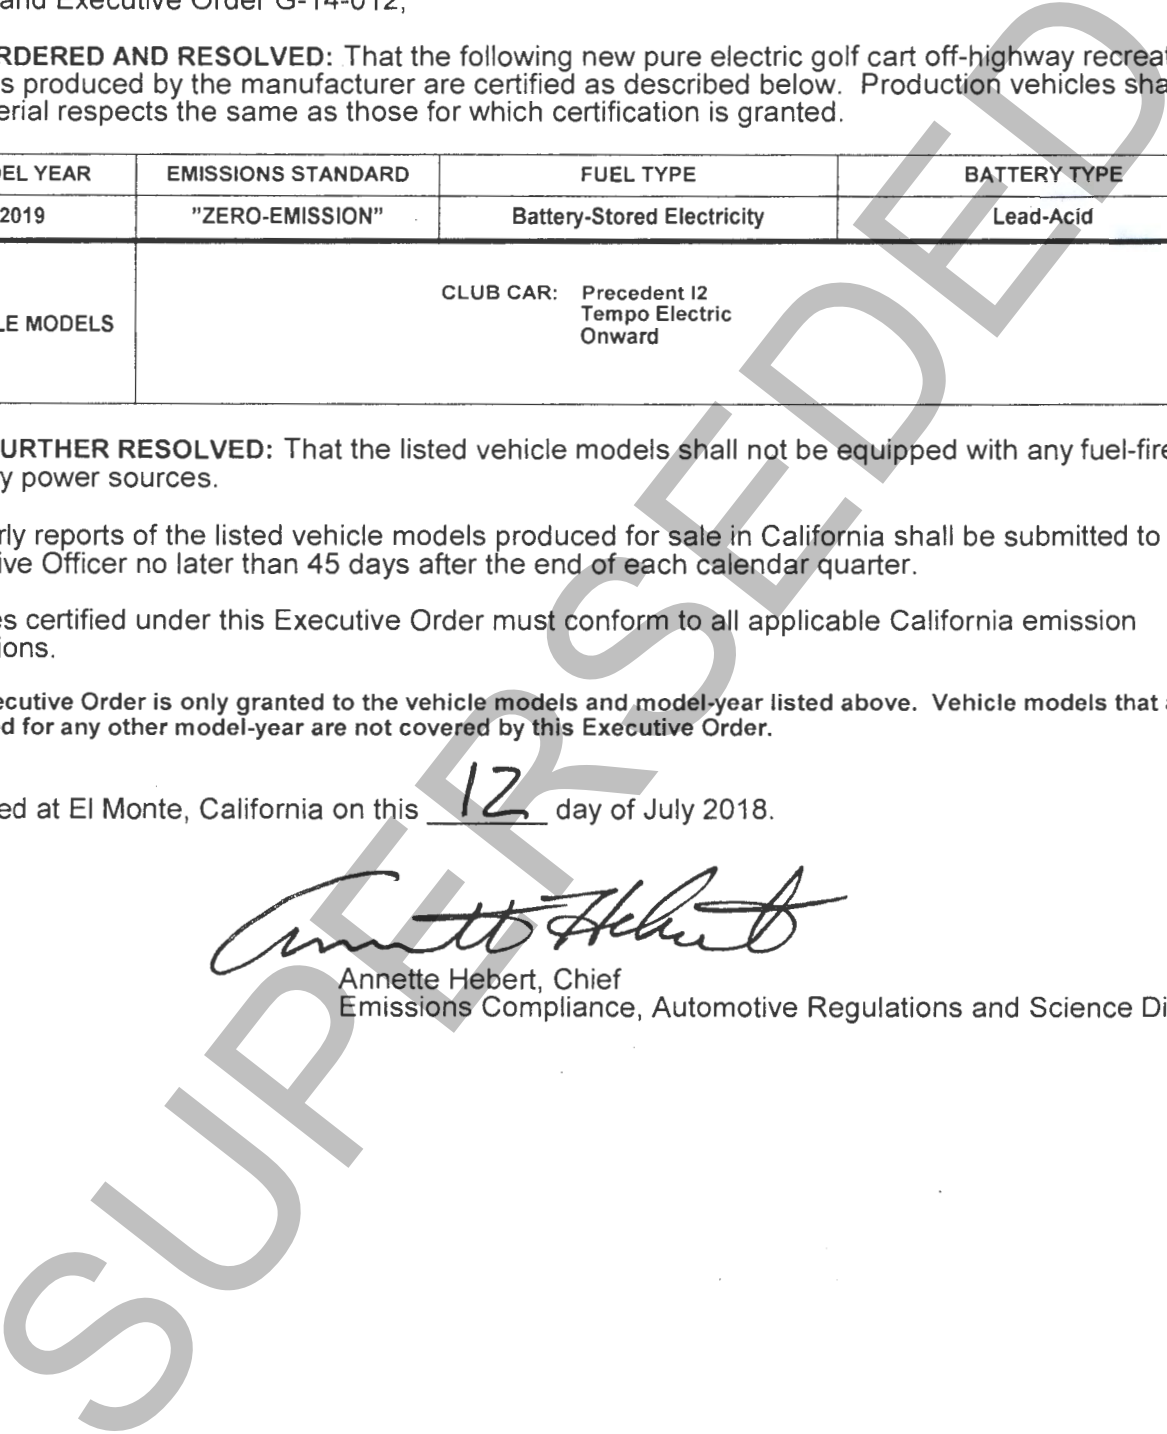 and Executive Order G-14-012;
RDERED AND RESOLVED: That the following new pure electric golf cart off-highway recreat
s produced by the manufacturer are certified as described below. Production vehicles sha
erial respects the same as those for which certification is granted.
EL YEAR EMISSIONS STANDARD FUEL TYPE BATTERY TYPE
2019 "ZERO-EMISSION" Battery-Stored Electricity Lead-Acid
CLUB CAR: Precedent I2
Tempo Electric
LE MODELS
Onward
URTHER RESOLVED: That the listed vehicle models shall not be equipped with any fuel-fire
y power sources.
rly reports of the listed vehicle models produced for sale in California shall be submitted to
ive Officer no later than 45 days after the end of each calendar quarter.
es certified under this Executive Order must conform to all applicable California emission
ions.
ecutive Order is only granted to the vehicle models and model-year listed above. Vehicle models that a
d for any other model-year are not covered by this Executive Order.
ed at El Monte, California on this 12 day of July 2018.
Annette Hebert
Annette Hebert, Chief
Emissions Compliance, Automotive Regulations and Science Di
SUPERSEDED